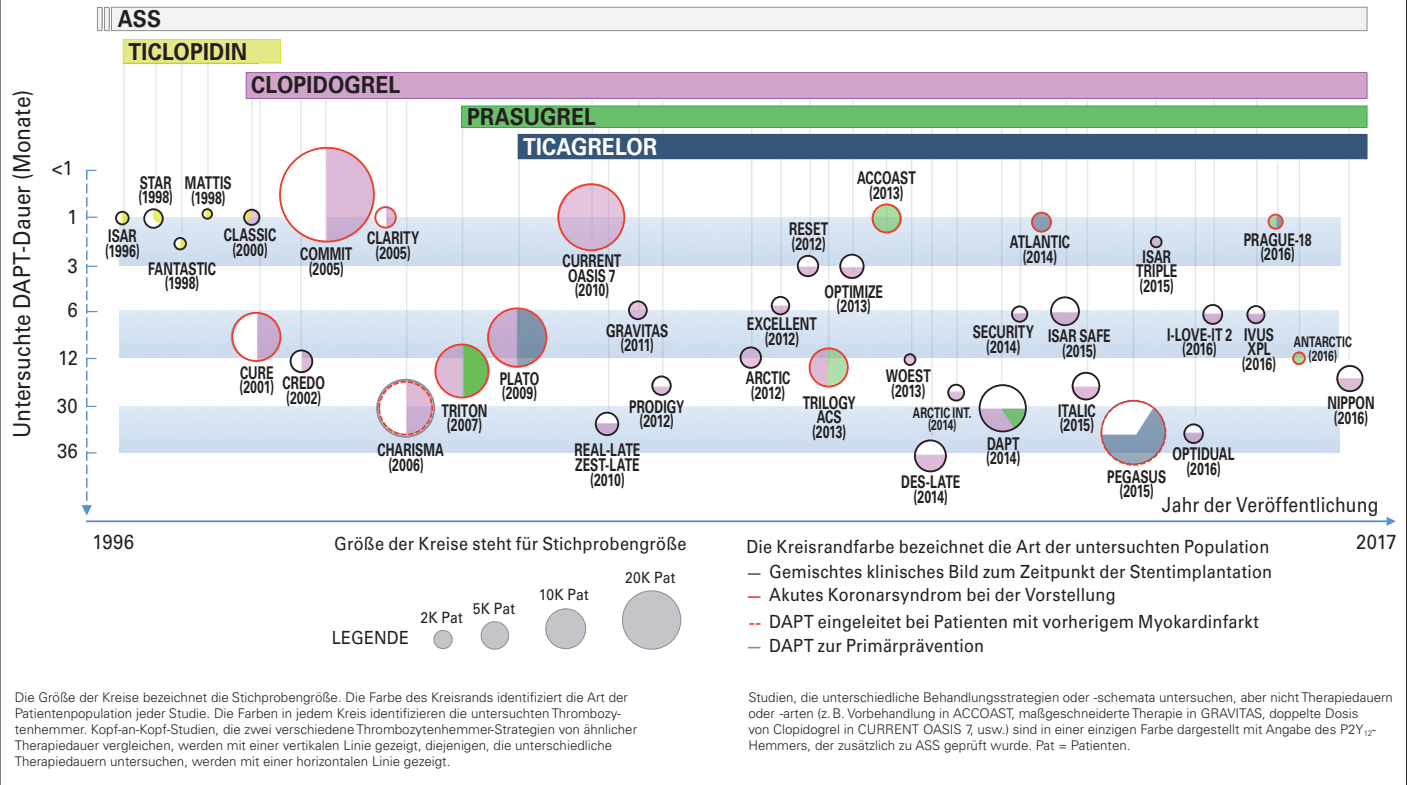 ASS
TICLOPIDIN
CLOPIDOGREL
PRASUGREL
TICAGRELOR
Untersuchte DAPT-Dauer (Monate)
<1
1
3
6
12
30
36
ISAR
(1996)
STAR
(1998)
FANTASTIC
(1998)
MATTIS
(1998)
CLASSIC
(2000)
COMMIT
(2005)
CLARITY
(2005)
CURE
(2001)
CREDO
(2002)
CHARISMA
(2006)
TRITON
(2007)
PLATO
(2009)
CURRENT
OASIS 7
(2010)
REAL-LATE
ZEST-LATE
(2010)
GRAVITAS
(2011)
PRODIGY
(2012)
ARCTIC
(2012)
EXCELLENT
(2012)
RESET
(2012)
TRILOGY
ACS
(2013)
OPTIMIZE
(2013)
ACCOAST
(2013)
WOEST
(2013)
DES-LATE
(2014)
ARCTIC INT.
(2014)
DAPT
(2014)
SECURITY
(2014)
ATLANTIC
(2014)
ISAR SAFE
(2015)
ITALIC
(2015)
PEGASUS
(2015)
ISAR
TRIPLE
(2015)
OPTIDUAL
(2016)
I-LOVE-IT 2
(2016)
IVUS
XPL
(2016)
PRAGUE-18
(2016)
ANTARCTIC
(2016)
NIPPON
(2016)
Jahr der Veröffentlichung
1996
2017
Größe der Kreise steht für Stichprobengröße
LEGENDE
2K Pat
5K Pat
10K Pat
20K Pat
Die Kreisrandfarbe bezeichnet die Art der untersuchten Population
— Gemischtes klinisches Bild zum Zeitpunkt der Stentimplantation
— Akutes Koronarsyndrom bei der Vorstellung
-- DAPT eingeleitet bei Patienten mit vorherigem Myokardinfarkt
— DAPT zur Primärprävention
Die Größe der Kreise bezeichnet die Stichprobengröße. Die Farbe des Kreisrands identifiziert die Art der
Patientenpopulation jeder Studie. Die Farben in jedem Kreis identifizieren die untersuchten Thrombozy-
tenhemmer. Kopf-an-Kopf-Studien, die zwei verschiedene Thrombozytenhemmer-Strategien von ähnlicher
Therapiedauer vergleichen, werden mit einer vertikalen Linie gezeigt, diejenigen, die unterschiedliche
Therapiedauern untersuchen, werden mit einer horizontalen Linie gezeigt.
Studien, die unterschiedliche Behandlungsstrategien oder -schemata untersuchen, aber nicht Therapiedauern
oder -arten (z. B. Vorbehandlung in ACCOAST, maßgeschneiderte Therapie in GRAVITAS, doppelte Dosis
von Clopidogrel in CURRENT OASIS 7, usw.) sind in einer einzigen Farbe dargestellt mit Angabe des P2Y₁₂-
Hemmers, der zusätzlich zu ASS geprüft wurde. Pat = Patienten.